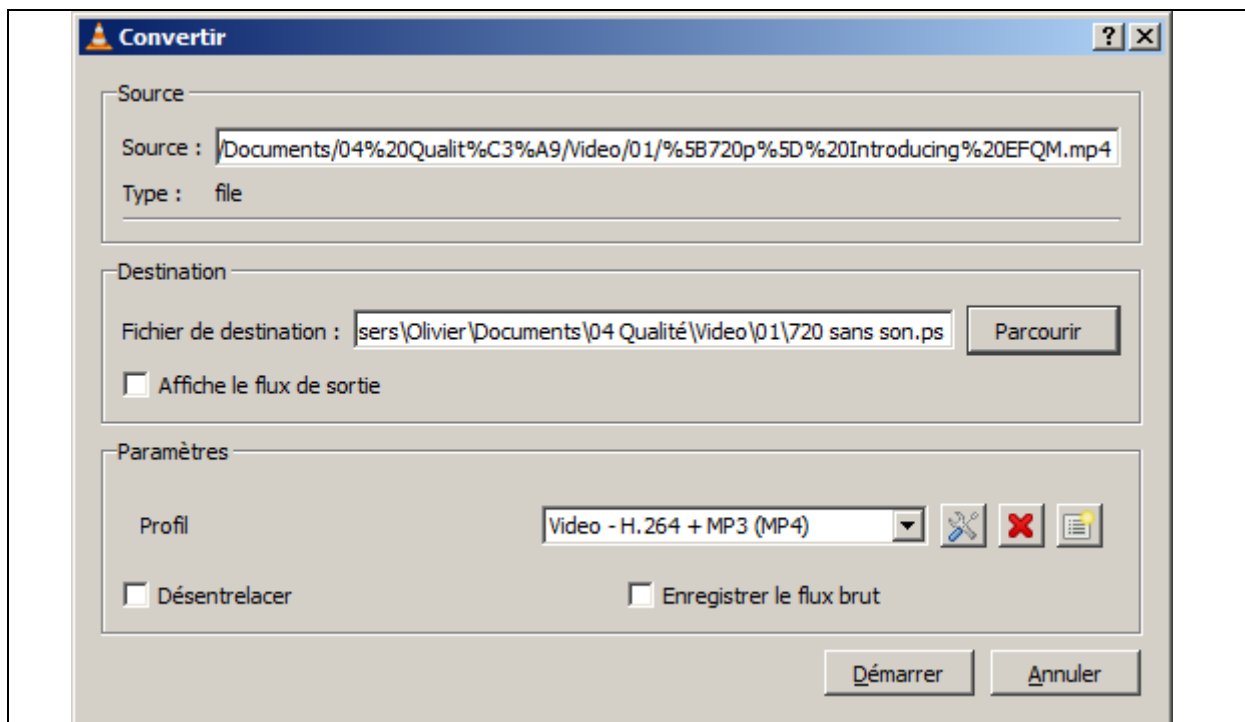 Convertir
Source
Source : /Documents/04%20Qualit%C3%A9/Video/01/%5B720p%5D%20Introducing%20EFQM.mp4
Type : file
Destination
Fichier de destination : sers\Olivier\Documents\04 Qualité\Video\01\720 sans son.ps Parcourir
Affiche le flux de sortie
Paramètres
Profil Video - H.264 + MP3 (MP4)
Désentrelacer Enregistrer le flux brut
Démarrer Annuler